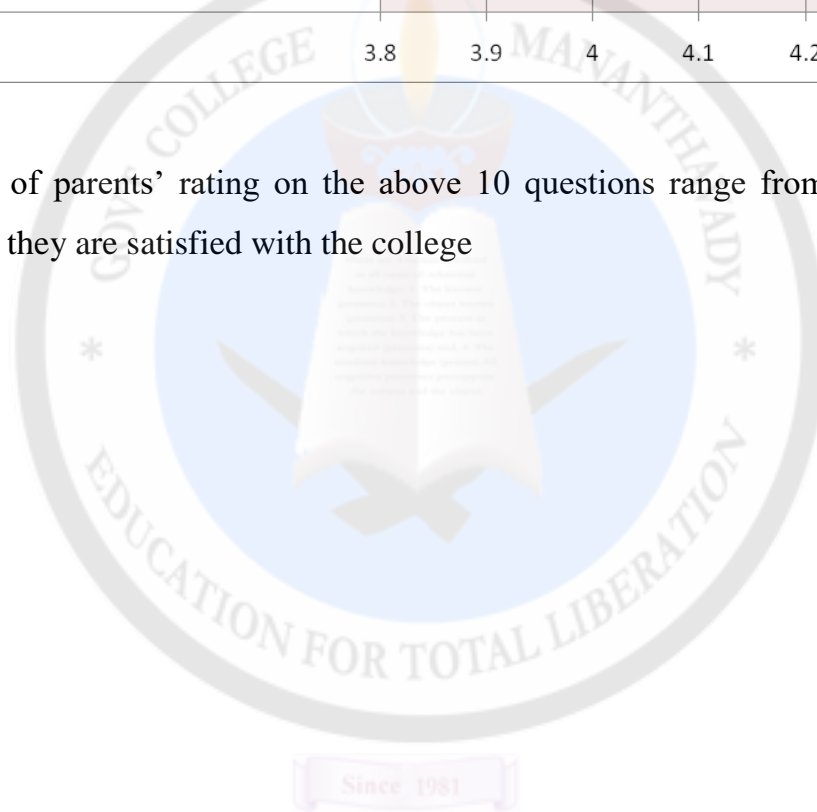 3.8 3.9 4 4.1 4.2
of parents’ rating on the above 10 questions range from
they are satisfied with the college
GOVT COLLEGE MANANTHAVADY
* *
EDUCATION FOR TOTAL LIBERATION
Since 1981